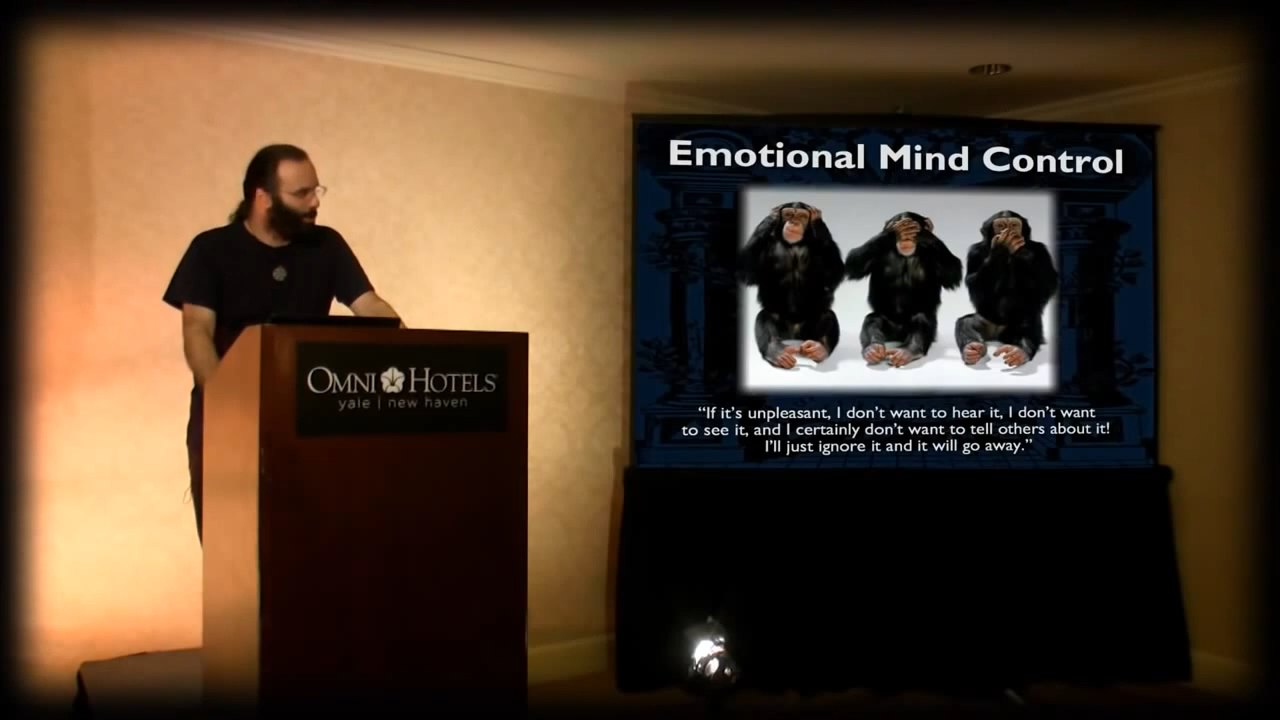 Emotional Mind Control
OMNI HOTELS
yale | new haven
“If it’s unpleasant, I don’t want to hear it, I don’t want
to see it, and I certainly don’t want to tell others about it!
I’ll just ignore it and it will go away.”